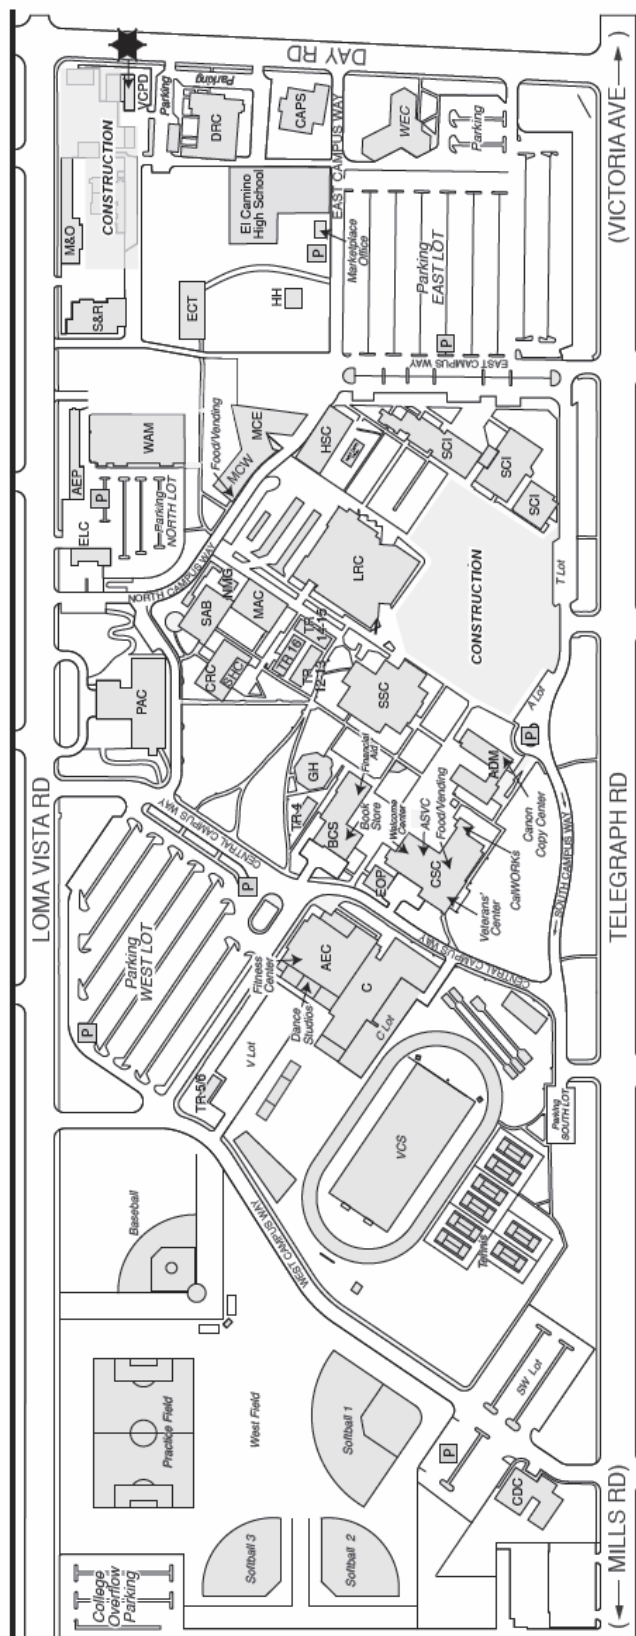 DAY RD
(VICTORIA AVE →)
CPD
Parking
Parking
DRC
CAPS
EAST CAMPUS WAY
WEC
Parking
CONSTRUCTION
M&O
El Camino
High School
Marketplace
Office
P
Parking
EAST LOT
S&R
ECT
HH
P
EAST CAMPUS WAY
WAM
AEP
P
Parking
NORTH LOT
ELC
Food/Vending
MCE
MCW
HSC
SCI
SCI
SCI
NORTH CAMPUS WAY
LRC
CONSTRUCTION
T Lot
NMG
MAC
SAB
TR
14-15
TR 16
TR
12-13
CRC
SHC
SSC
A Lot
P
PAC
GH
Financial
Aid
Book
Store
BCS
TR-4
ADM
Canon
Copy Center
LOMA VISTA RD
TELEGRAPH RD
CENTRAL CAMPUS WAY
P
Welcome
Center
ASVC
Food/Vending
EOP
CSC
CalWORKs
Veterans'
Center
← SOUTH CAMPUS WAY ←
Parking
WEST LOT
P
Fitness
Center
AEC
Dance
Studios
C
C Lot
CENTRAL CAMPUS WAY
V Lot
TR-5/6
VCS
Parking
SOUTH LOT
WEST CAMPUS WAY
Tennis
Baseball
Practice Field
West Field
Softball 1
SW Lot
P
CDC
Softball 3
Softball 2
College
Overflow
Parking
(← MILLS RD)